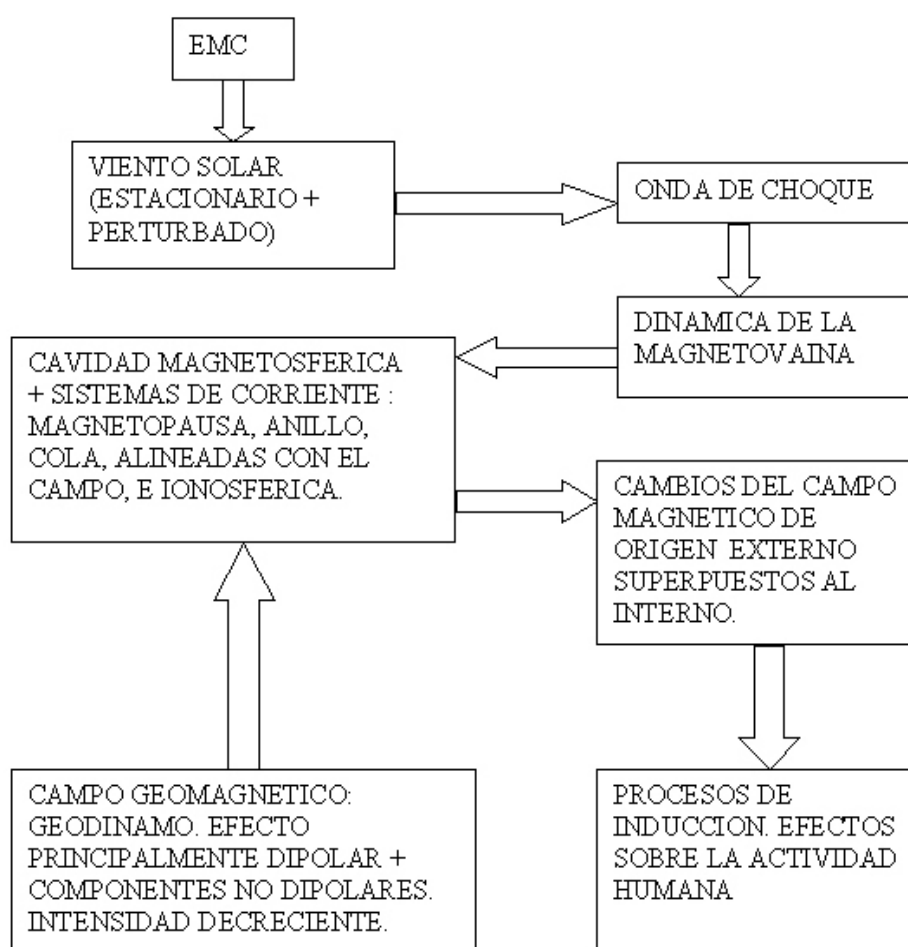 EMC
VIENTO SOLAR
(ESTACIONARIO +
PERTURBADO)
ONDA DE CHOQUE
DINAMICA DE LA
MAGNETOVAINA
CAVIDAD MAGNETOSFERICA
+ SISTEMAS DE CORRIENTE :
MAGNETOPAUSA, ANILLO,
COLA, ALINEADAS CON EL
CAMPO, E IONOSFERICA.
CAMBIOS DEL CAMPO
MAGNETICO DE
ORIGEN EXTERNO
SUPERPUESTOS AL
INTERNO.
CAMPO GEOMAGNETICO:
GEODINAMO. EFECTO
PRINCIPALMENTE DIPOLAR +
COMPONENTES NO DIPOLARES.
INTENSIDAD DECRECIENTE.
PROCESOS DE
INDUCCION. EFECTOS
SOBRE LA ACTIVIDAD
HUMANA